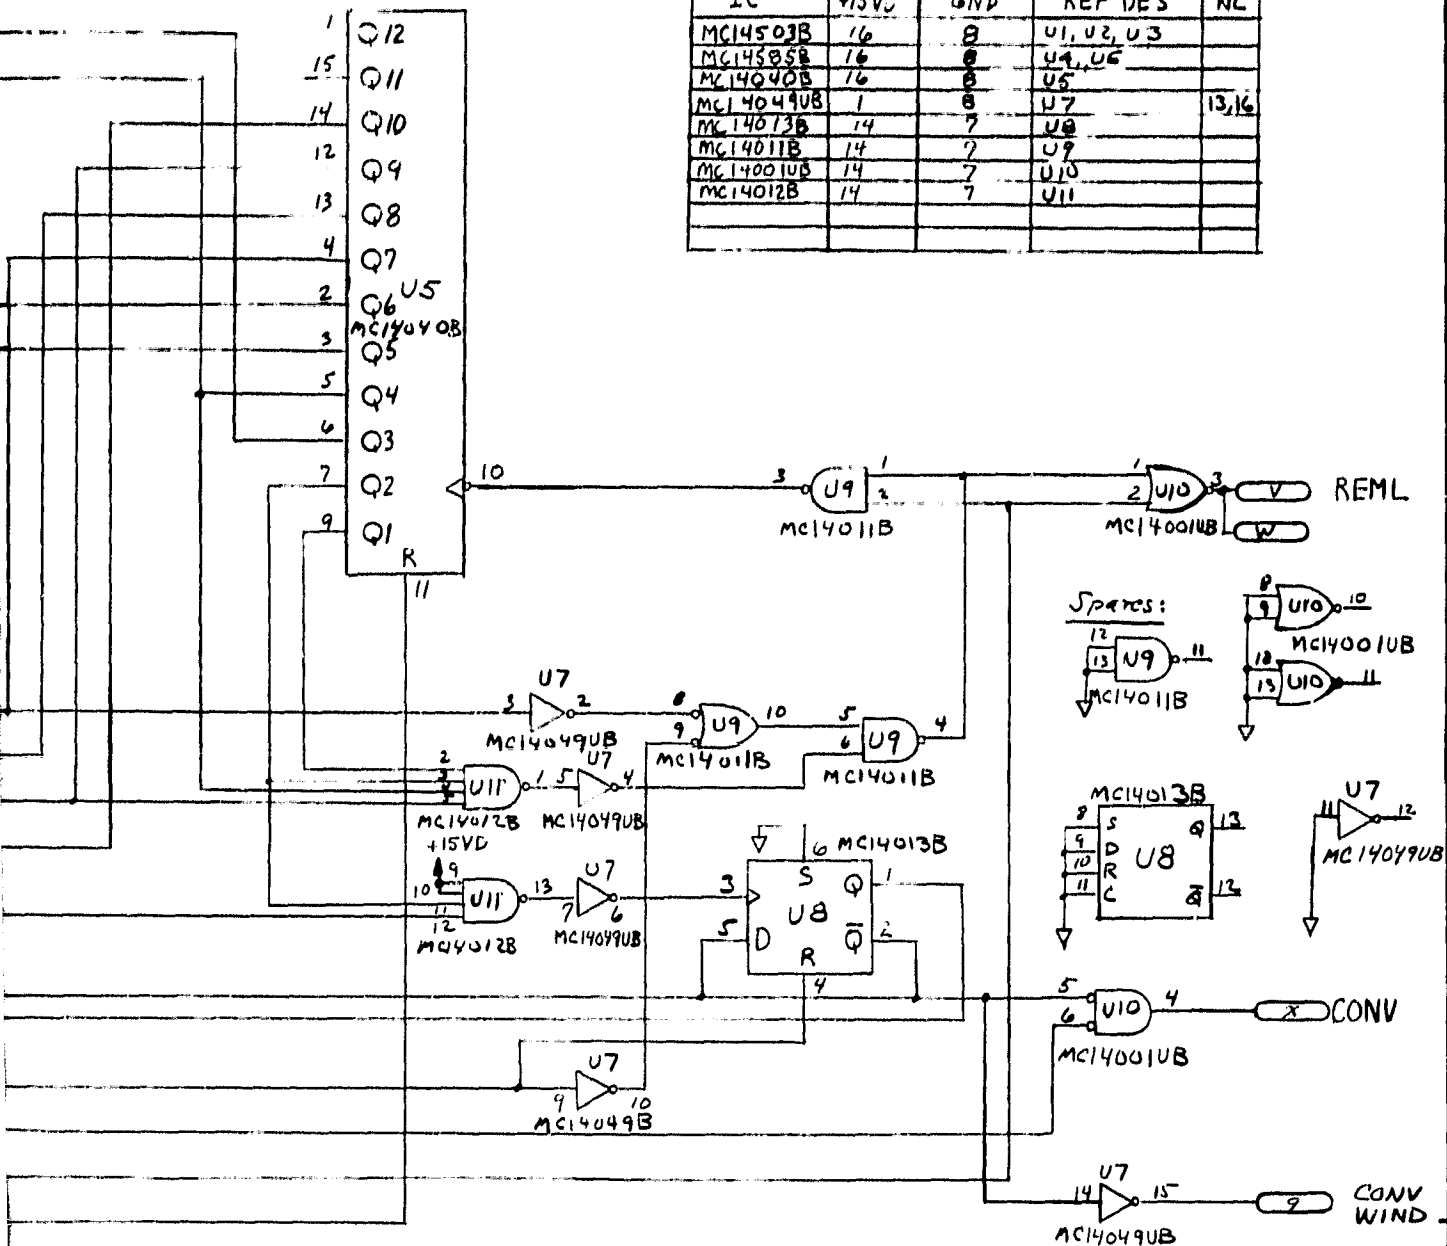 IC +15VD GND REF DES NC
MC14503B 16 8 U1, U2, U3
MC14585B 16 8 U4, U6
MC14040B 16 8 U5
MC14049UB 1 8 U7 13,16
MC14013B 14 7 U8
MC14011B 14 7 U9
MC14001UB 14 7 U10
MC14012B 14 7 U11
1 Q12
15 Q11
14 Q10
12 Q9
13 Q8
4 Q7
2 Q6 U5
MC14040B
3 Q5
5 Q4
6 Q3
7 Q2 10
9 Q1
R
11
3 U9 1
2
MC14011B
1
2 U10 3 V REML
MC14001UB W
Spares:
12
13 U9 11
MC14011B
8
9 U10 10
MC14001UB
12
13 U10 11
U7
3 2
MC14049UB
8
9 U9 10
MC14011B
5
6 U9 4
MC14011B
2
U11 1
MC14012B
U7
5 4
MC14049UB
+15VD
9
10 U11 13
11
12
MC14012B
U7
7 6
MC14049UB
6 MC14013B
3 S Q 1
U8
5 D Q̅ 2
R
4
MC14013B
8 S Q 13
9 D
10 R U8
11 C Q̅ 12
U7
11 12
MC14049UB
5
6 U10 4 X CONV
MC14001UB
U7
9 10
MC14049B
U7
14 15 9 CONV
WIND
MC14049UB